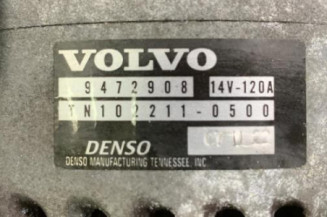 VOLVO
9472908 14V-120A
TN102211-0500
DENSO
DENSO MANUFACTURING TENNESSEE, INC.